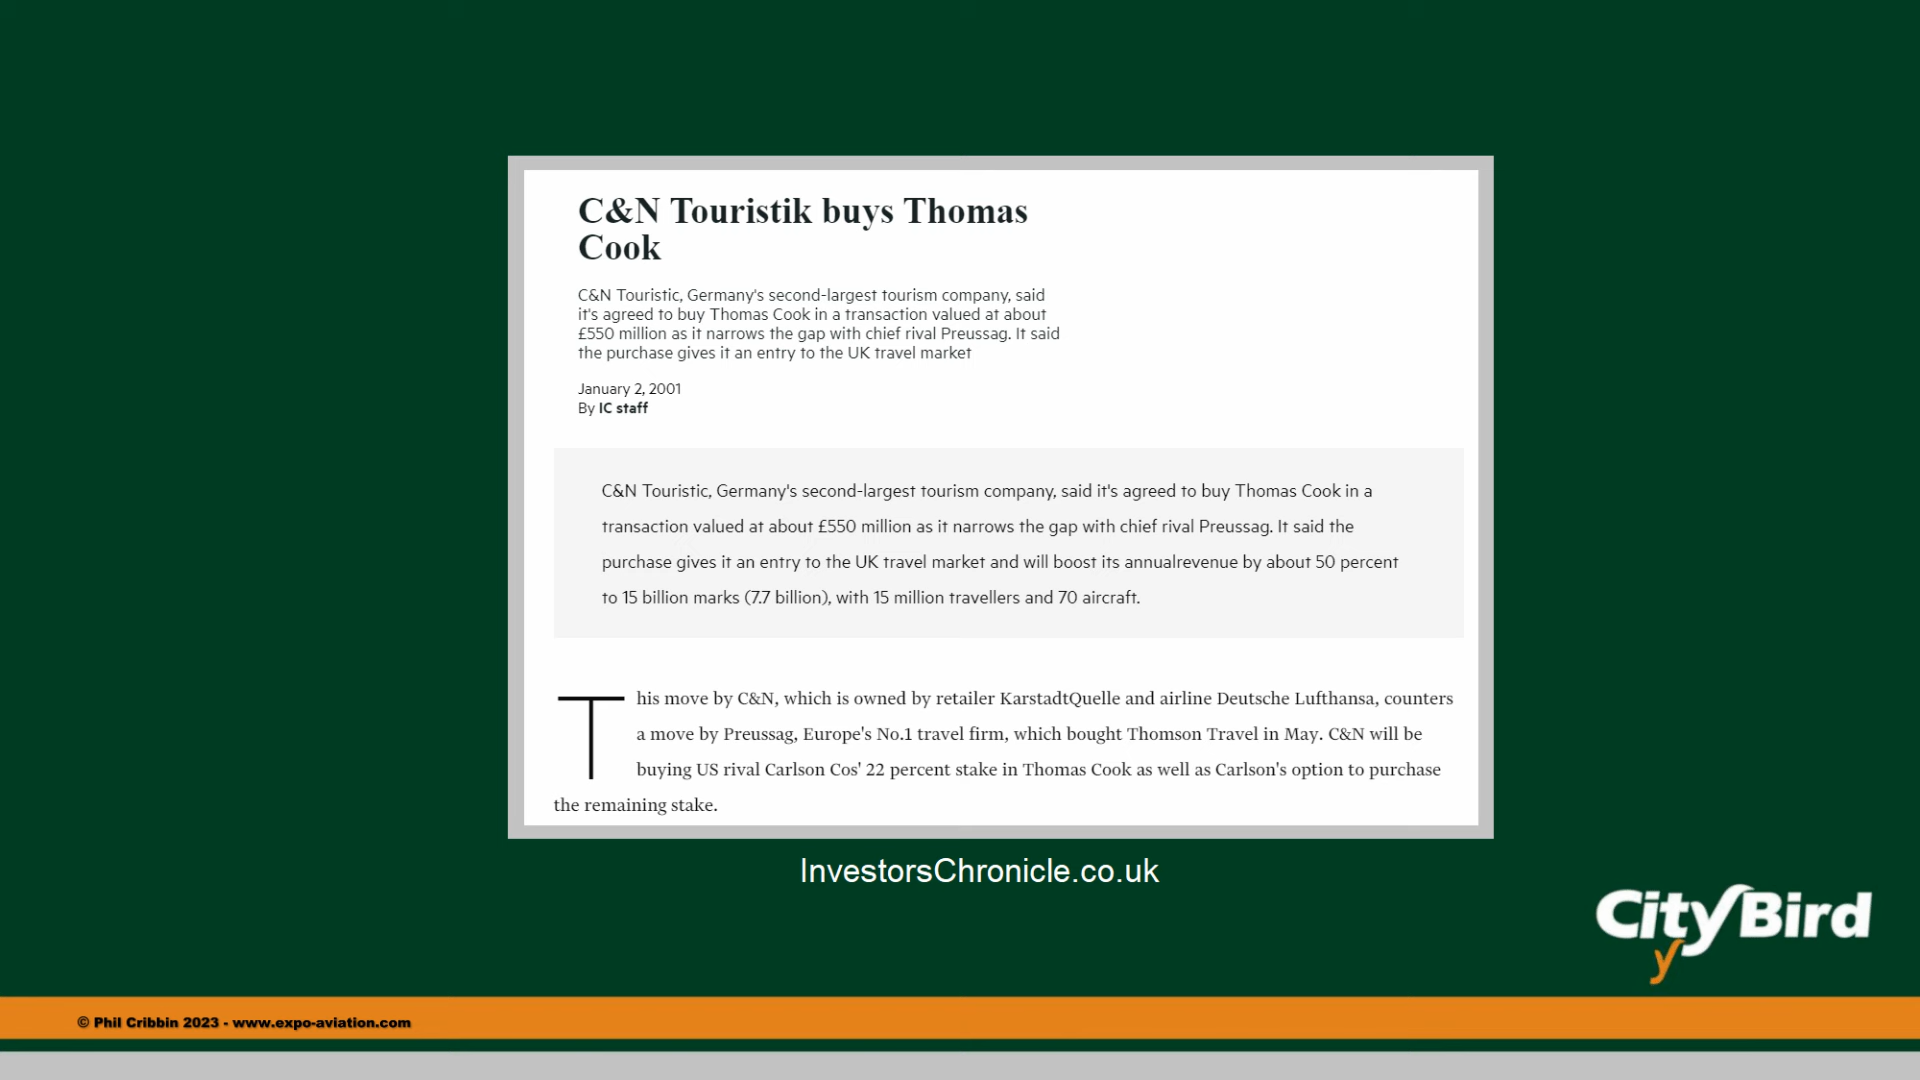 C&N Touristik buys Thomas
Cook
C&N Touristic, Germany's second-largest tourism company, said
it's agreed to buy Thomas Cook in a transaction valued at about
£550 million as it narrows the gap with chief rival Preussag. It said
the purchase gives it an entry to the UK travel market
January 2, 2001
By IC staff
C&N Touristic, Germany's second-largest tourism company, said it's agreed to buy Thomas Cook in a
transaction valued at about £550 million as it narrows the gap with chief rival Preussag. It said the
purchase gives it an entry to the UK travel market and will boost its annualrevenue by about 50 percent
to 15 billion marks (7.7 billion), with 15 million travellers and 70 aircraft.
This move by C&N, which is owned by retailer KarstadtQuelle and airline Deutsche Lufthansa, counters
a move by Preussag, Europe's No.1 travel firm, which bought Thomson Travel in May. C&N will be
buying US rival Carlson Cos' 22 percent stake in Thomas Cook as well as Carlson's option to purchase
the remaining stake.
InvestorsChronicle.co.uk
CityBird
y
© Phil Cribbin 2023 - www.expo-aviation.com